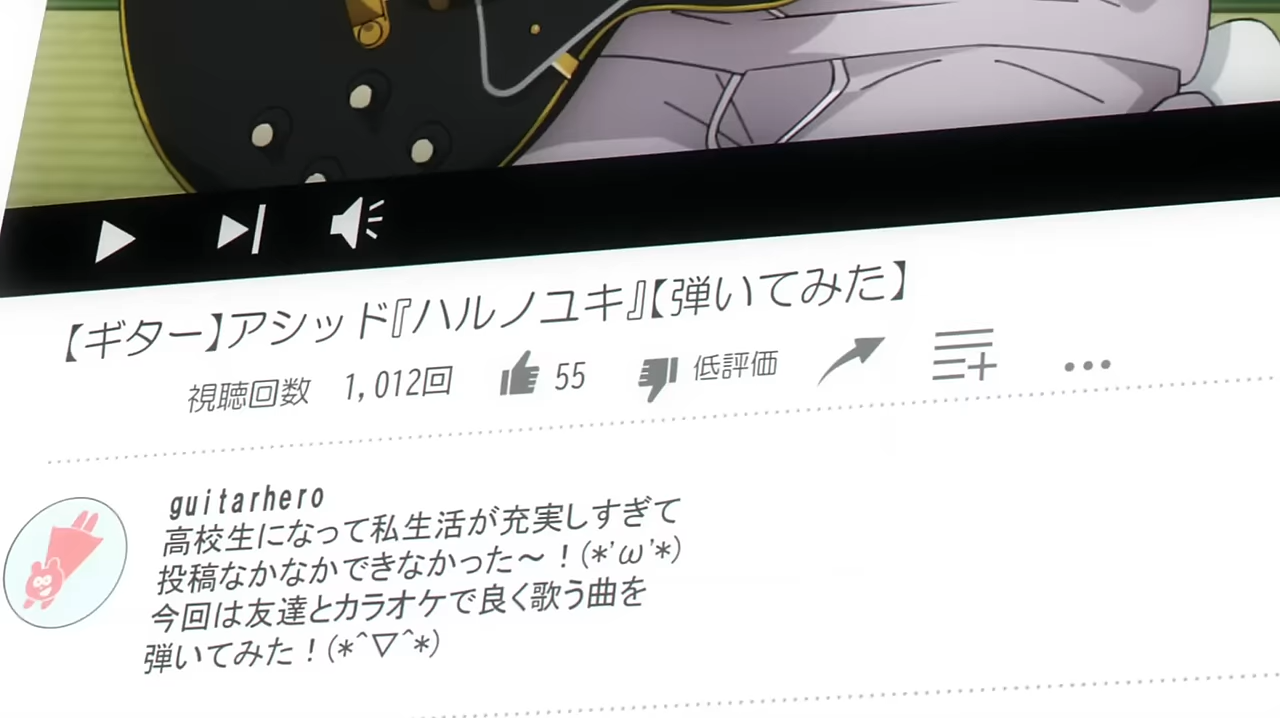 【ギター】アシッド『ハルノユキ』【弾いてみた】
視聴回数 1,012回 55 低評価
guitarhero
高校生になって私生活が充実しすぎて
投稿なかなかできなかった～！(*'ω'*)
今回は友達とカラオケで良く歌う曲を
弾いてみた！(*^▽^*)